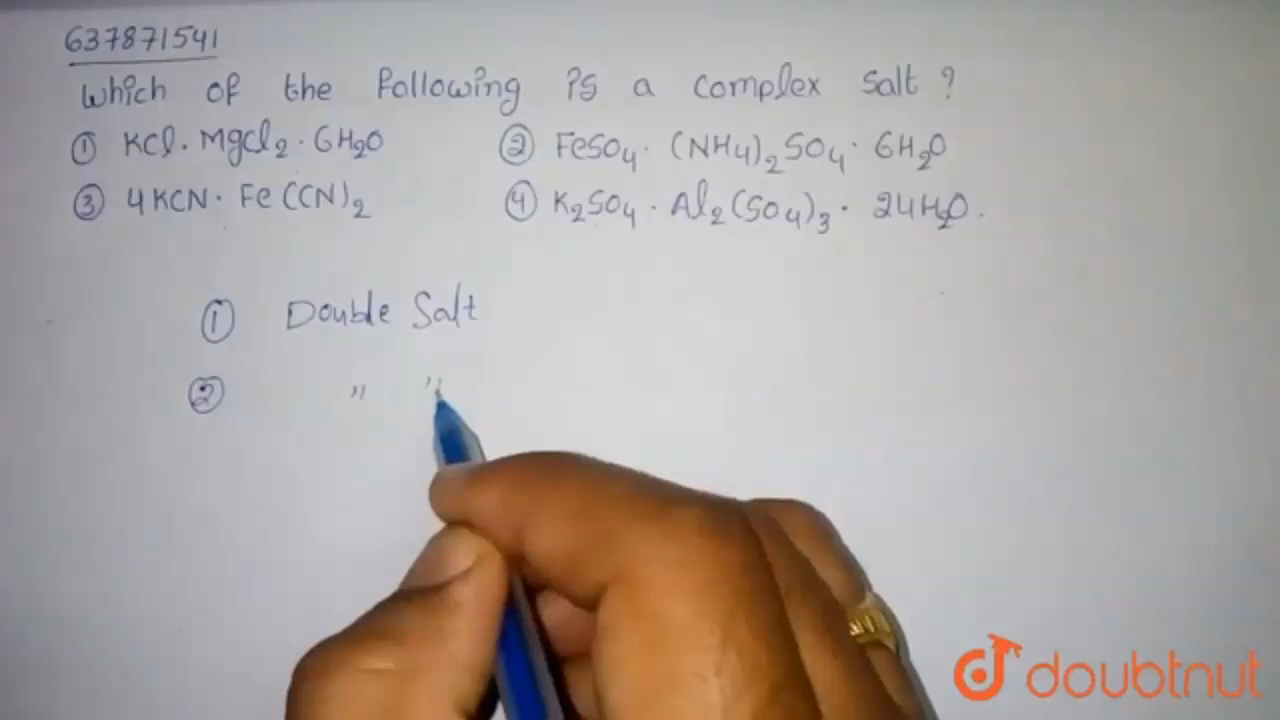 637871541
Which of the following is a complex salt ?
① KCl. MgCl₂ · 6H₂O ② FeSO₄ · (NH₄)₂SO₄ · 6H₂O
③ 4KCN · Fe(CN)₂ ④ K₂SO₄ · Al₂(SO₄)₃ · 24H₂O.
① Double Salt
② " "
doubtnut